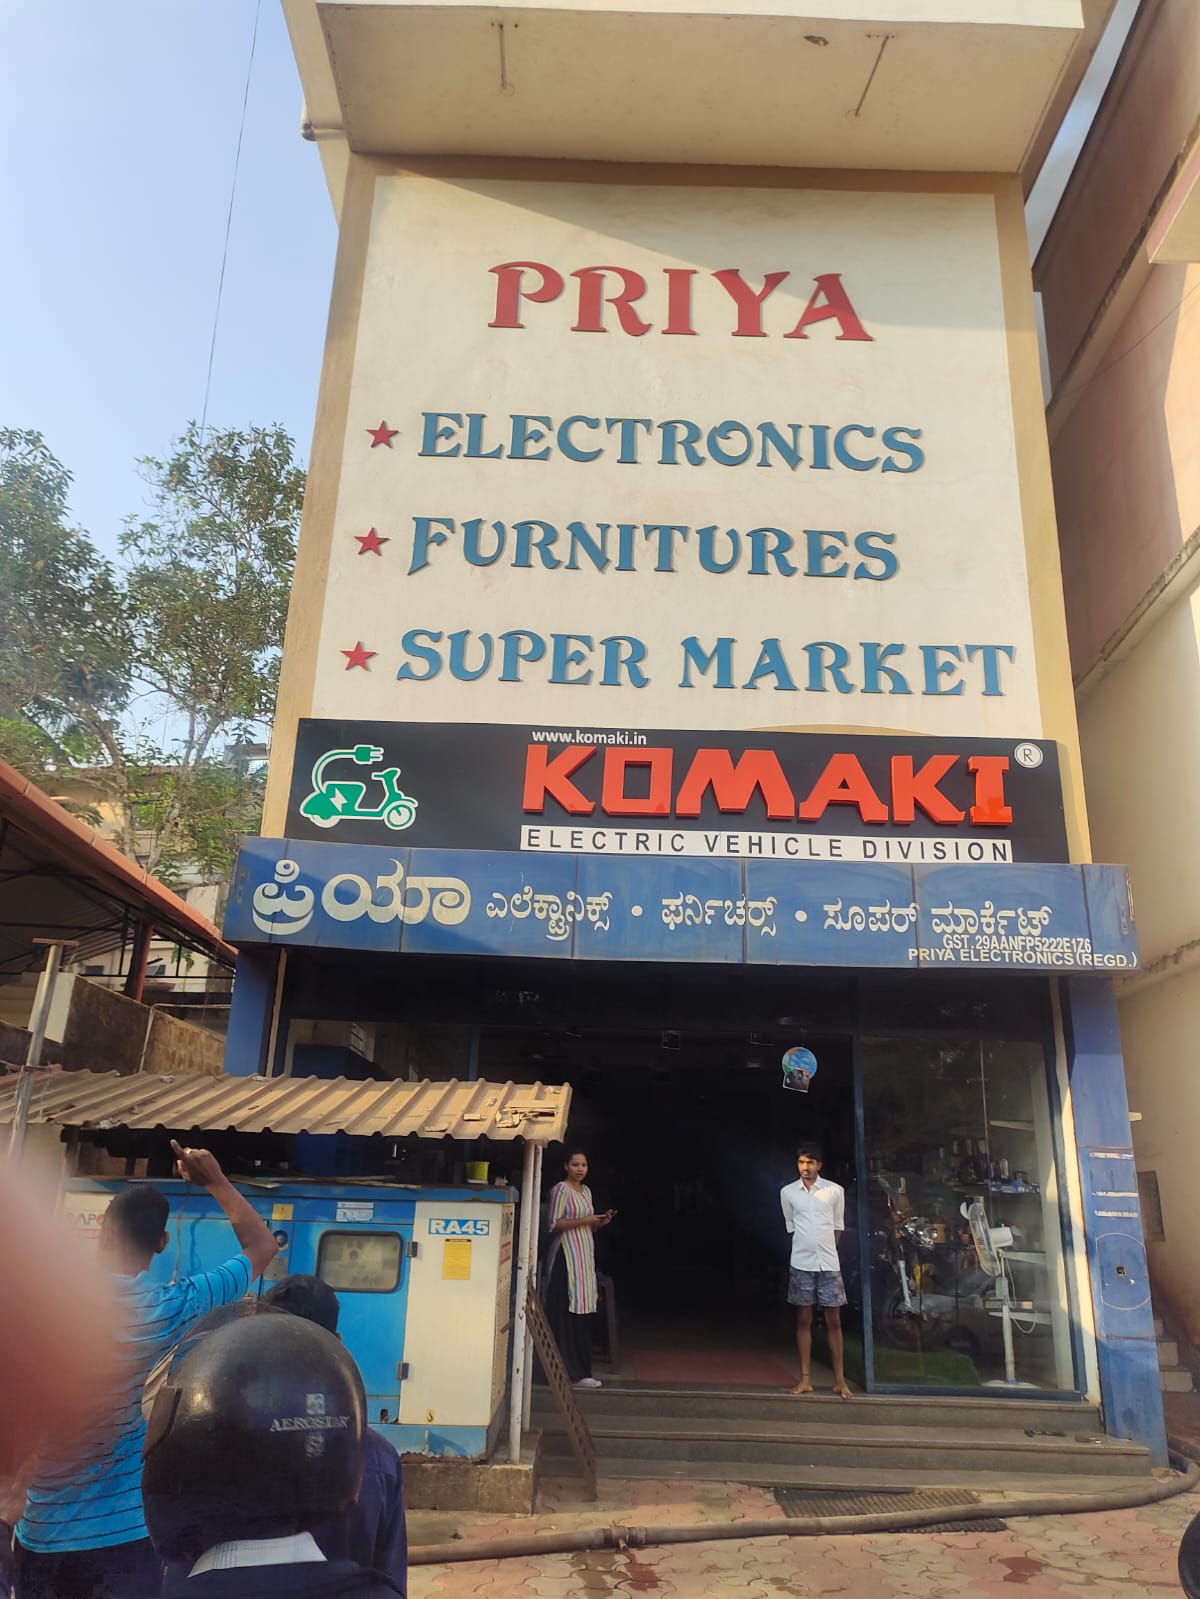 PRIYA
★ ELECTRONICS
★ FURNITURES
★ SUPER MARKET
www.komaki.in
KOMAKI ®
ELECTRIC VEHICLE DIVISION
ಪ್ರಿಯಾ ಎಲೆಕ್ಟ್ರಾನಿಕ್ಸ್ • ಫರ್ನಿಚರ್ಸ್ • ಸೂಪರ್ ಮಾರ್ಕೆಟ್
GST.29AANFP5222E1Z6
PRIYA ELECTRONICS (REGD.)
RA45
AEROSTAR